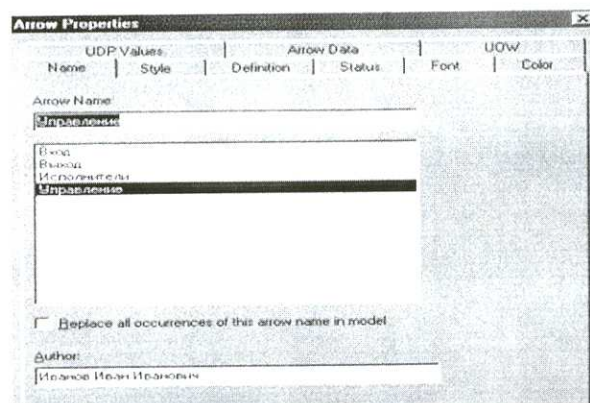 Arrow Properties
UDP Values Arrow Data UOW
Name Style Definition Status Font Color
Arrow Name:
Управление
Вход
Выход
Исполнители
Управление
Replace all occurrences of this arrow name in model
Author:
Иванов Иван Иванович